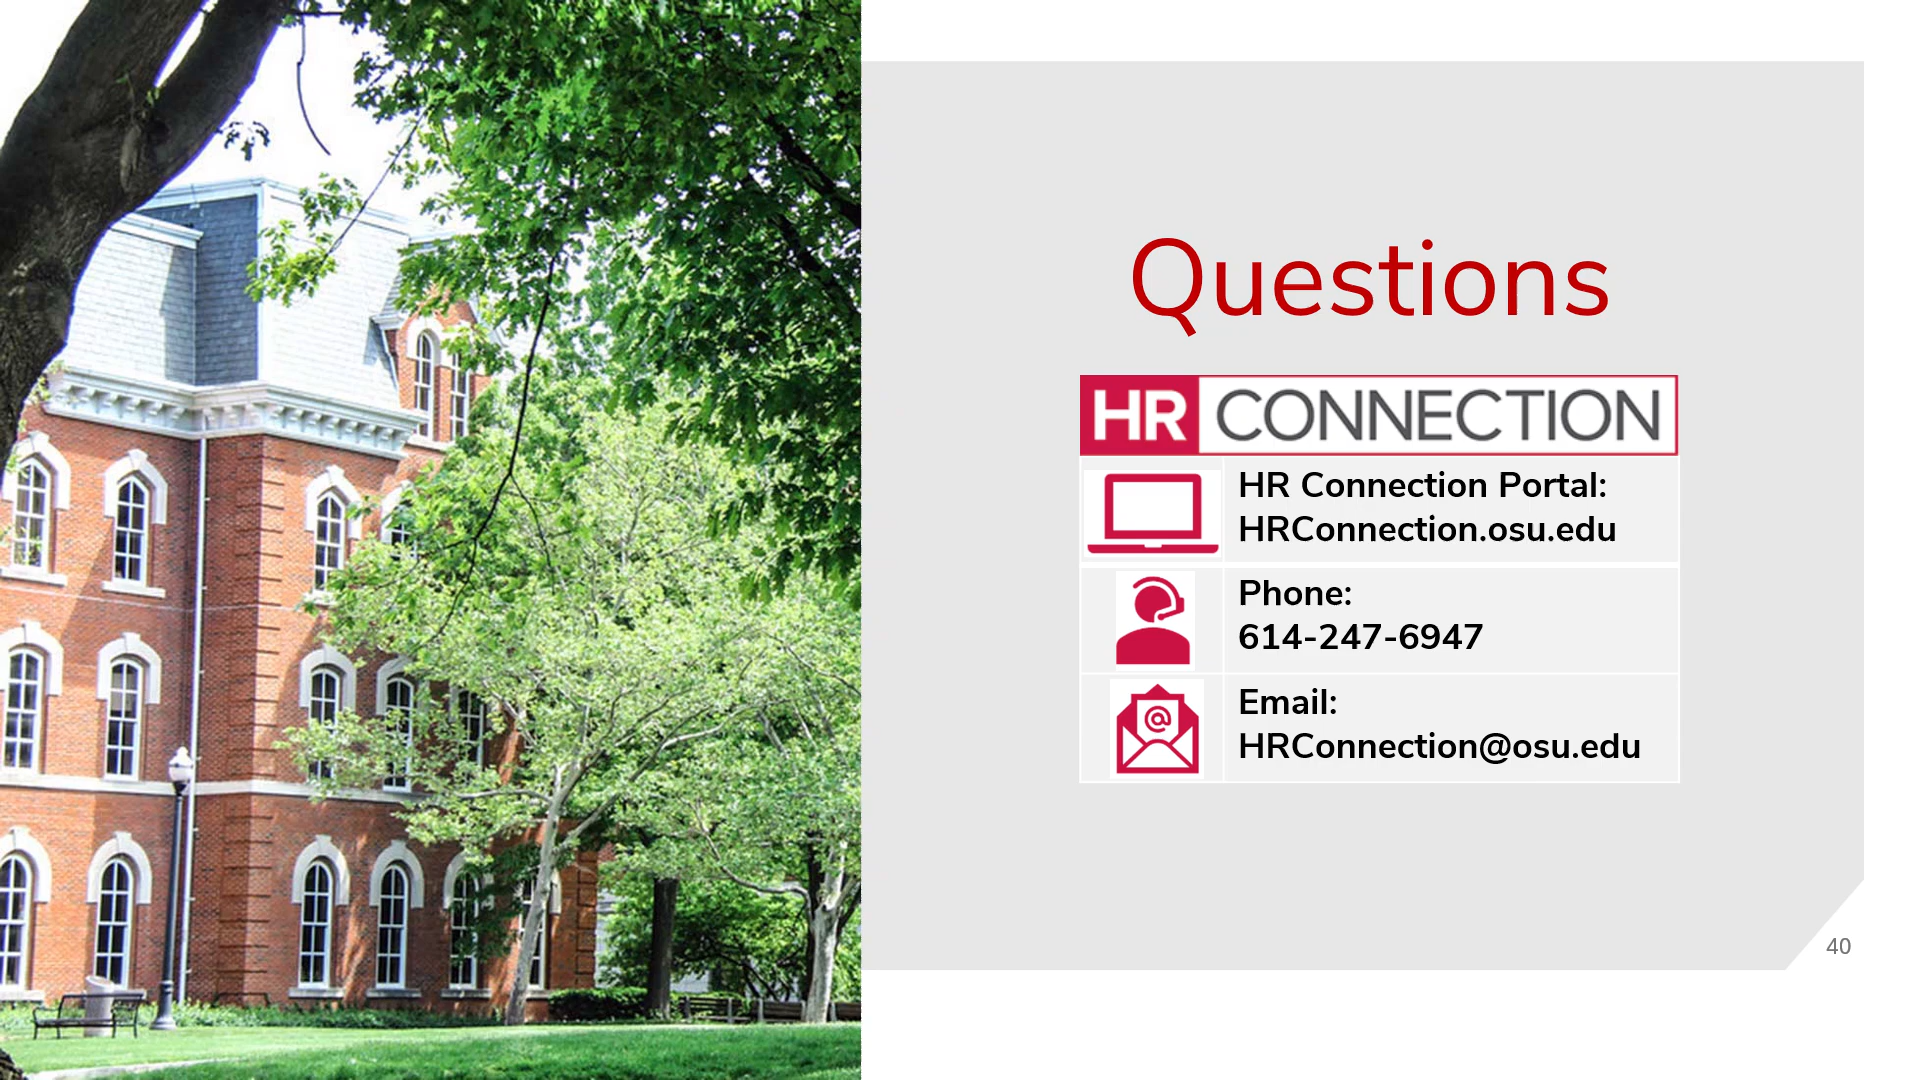 Questions
HR CONNECTION
HR Connection Portal:
HRConnection.osu.edu
Phone:
614-247-6947
@
Email:
HRConnection@osu.edu
40